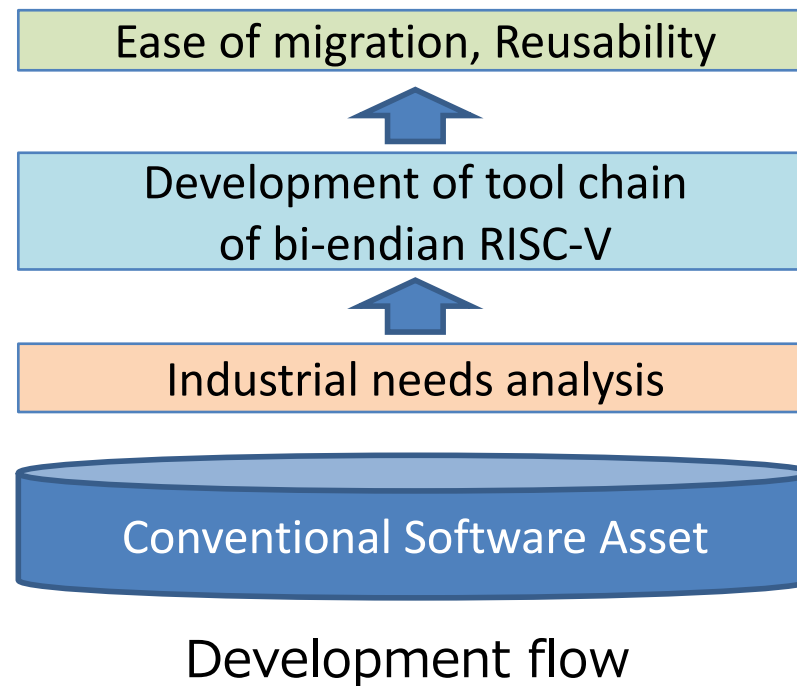 Ease of migration, Reusability
Development of tool chain
of bi-endian RISC-V
Industrial needs analysis
Conventional Software Asset
Development flow